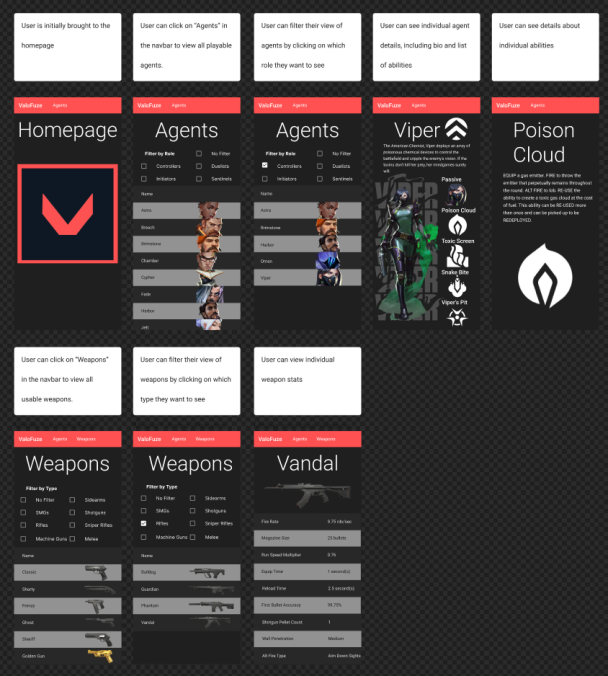 User is initially brought to the
homepage
User can click on "Agents" in
the navbar to view all playable
agents.
User can filter their view of
agents by clicking on which
role they want to see
User can see individual agent
details, including bio and list
of abilities
User can see details about
individual abilities
ValoFuze Agents
Homepage
ValoFuze Agents
Agents
Filter by Role
No Filter
Controllers
Duelists
Initiators
Sentinels
Name
Astra
Breach
Brimstone
Chamber
Cypher
Fade
Harbor
Jett
ValoFuze Agents
Agents
Filter by Role
No Filter
Controllers
Duelists
Initiators
Sentinels
Name
Astra
Brimstone
Harbor
Omen
Viper
ValoFuze Agents
Viper
The American Chemist, Viper deploys an array of
poisonous chemical devices to control the
battlefield and cripple the enemy's vision. If the
toxins don't kill her prey, her mindgames surely
will.
VIPER
Passive
Poison Cloud
Toxic Screen
Snake Bite
Viper's Pit
ValoFuze Agents
Poison
Cloud
EQUIP a gas emitter. FIRE to throw the
emitter that perpetually remains throughout
the round. ALT FIRE to lob. RE-USE the
ability to create a toxic gas cloud at the cost
of fuel. This ability can be RE-USED more
than once and can be picked up to be
REDEPLOYED.
User can click on "Weapons"
in the navbar to view all
usable weapons.
User can filter their view of
weapons by clicking on which
type they want to see
User can view individual
weapon stats
ValoFuze Agents Weapons
Weapons
Filter by Type
No Filter
Sidearms
SMGs
Shotguns
Rifles
Sniper Rifles
Machine Guns
Melee
Name
Classic
Shorty
Frenzy
Ghost
Sheriff
Golden Gun
ValoFuze Agents Weapons
Weapons
Filter by Type
No Filter
Sidearms
SMGs
Shotguns
Rifles
Sniper Rifles
Machine Guns
Melee
Name
Bulldog
Guardian
Phantom
Vandal
ValoFuze Agents Weapons
Vandal
Fire Rate 9.75 rds/sec
Magazine Size 25 bullets
Run Speed Multiplier 0.76
Equip Time 1 second(s)
Reload Time 2.5 second(s)
First Bullet Accuracy
Shotgun Pellet Count 1
Wall Penetration Medium
Alt Fire Type Aim Down Sights